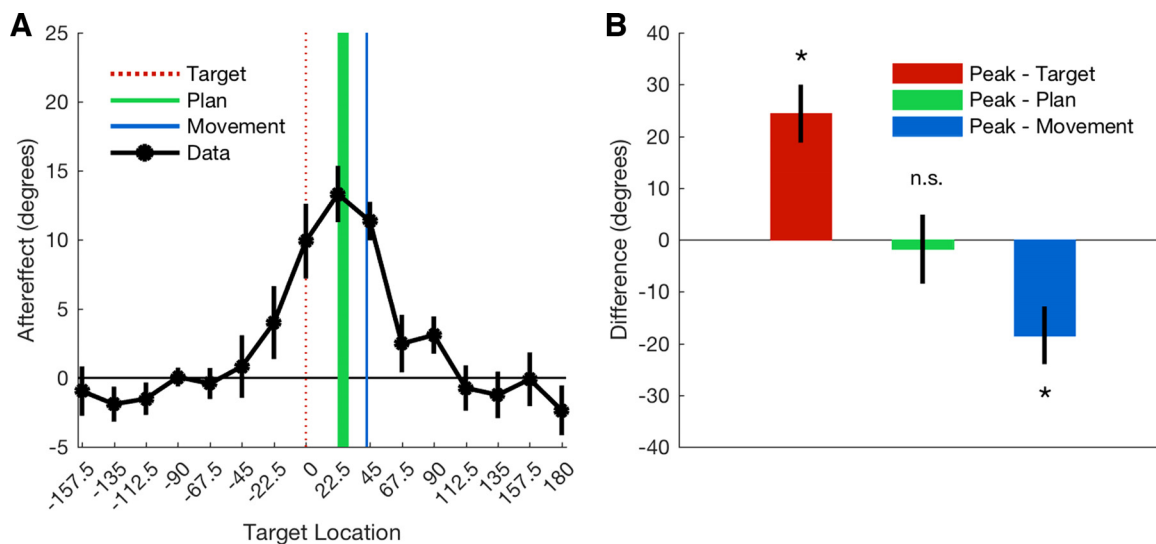 A
25
20
15
10
5
0
-5
Aftereffect (degrees)
Target
Plan
Movement
Data
-157.5
-135
-112.5
-90
-67.5
-45
-22.5
0
22.5
45
67.5
90
112.5
135
157.5
180
Target Location
B
40
30
20
10
0
-10
-20
-30
-40
Difference (degrees)
*
n.s.
*
Peak - Target
Peak - Plan
Peak - Movement